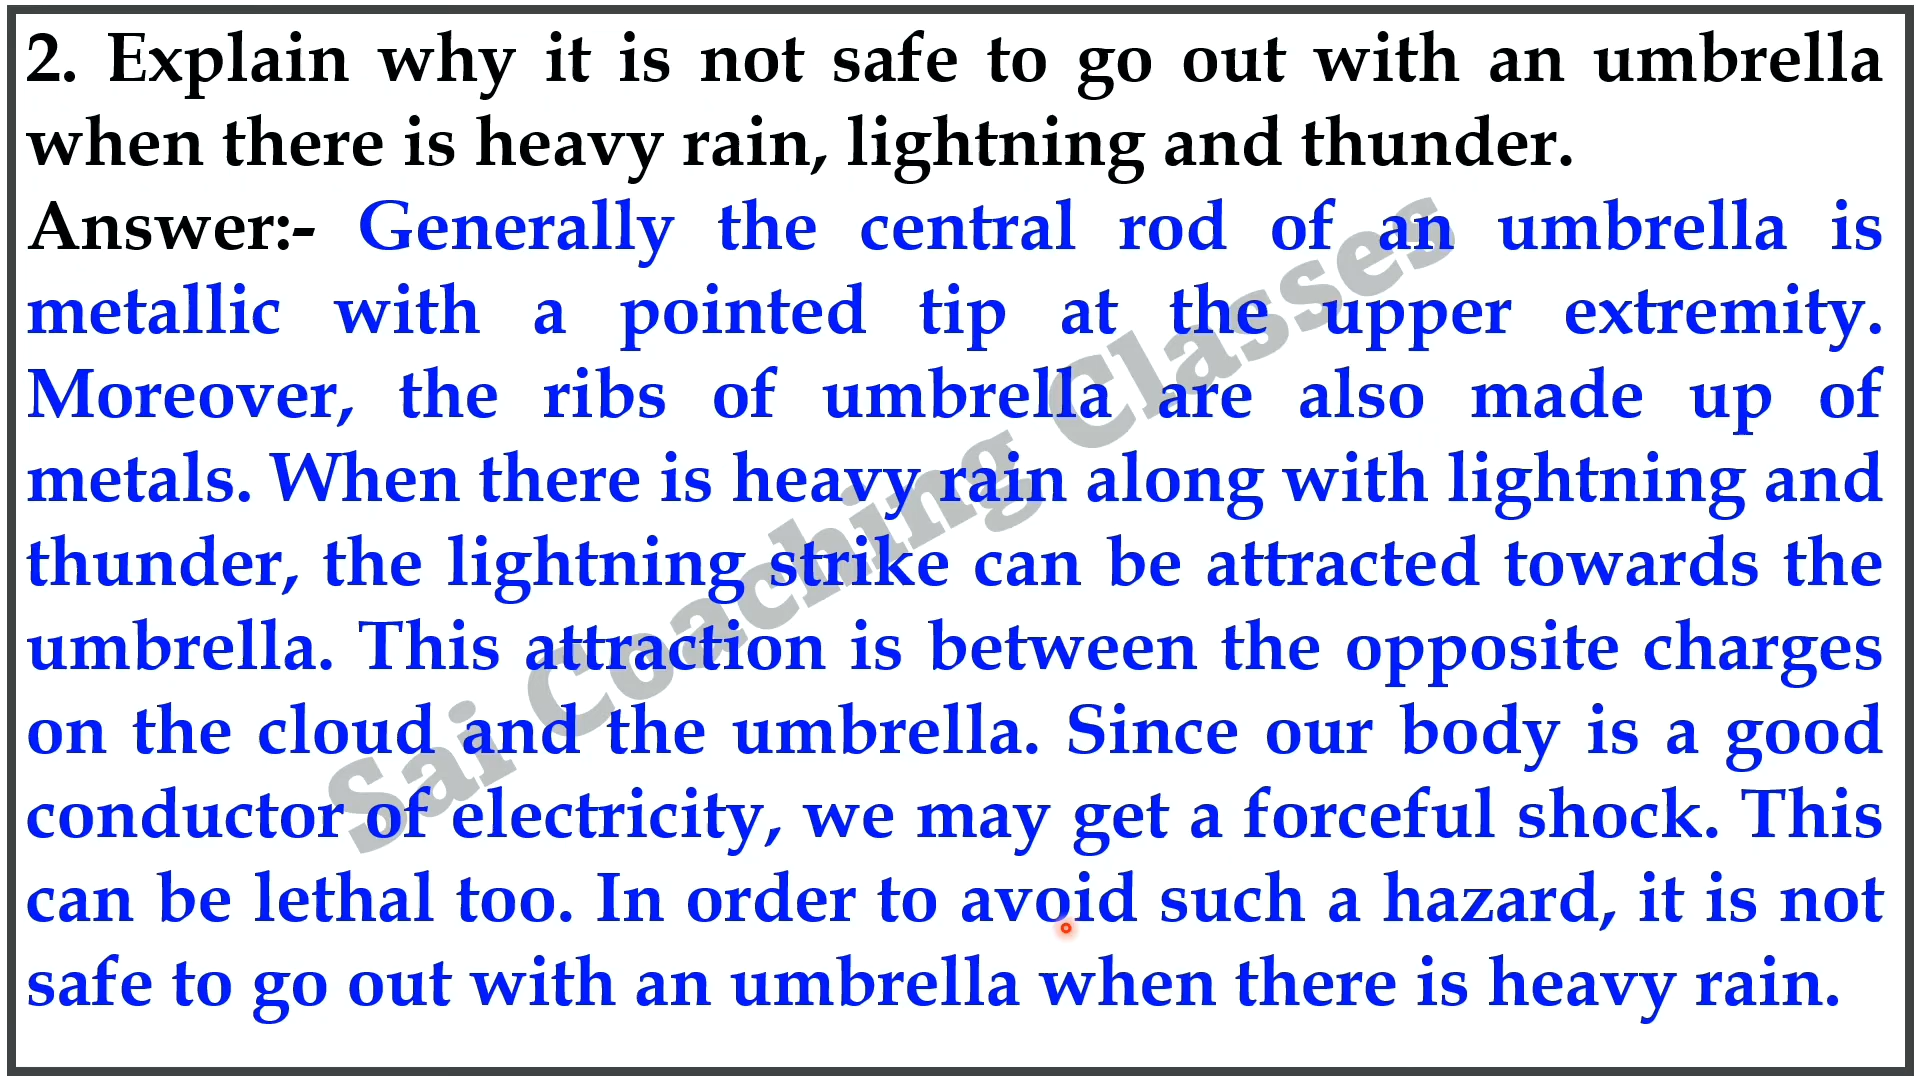 2. Explain why it is not safe to go out with an umbrella
when there is heavy rain, lightning and thunder.
Answer:- Generally the central rod of an umbrella is
metallic with a pointed tip at the upper extremity.
Moreover, the ribs of umbrella are also made up of
metals. When there is heavy rain along with lightning and
thunder, the lightning strike can be attracted towards the
umbrella. This attraction is between the opposite charges
on the cloud and the umbrella. Since our body is a good
conductor of electricity, we may get a forceful shock. This
can be lethal too. In order to avoid such a hazard, it is not
safe to go out with an umbrella when there is heavy rain.
Sai Coaching Classes